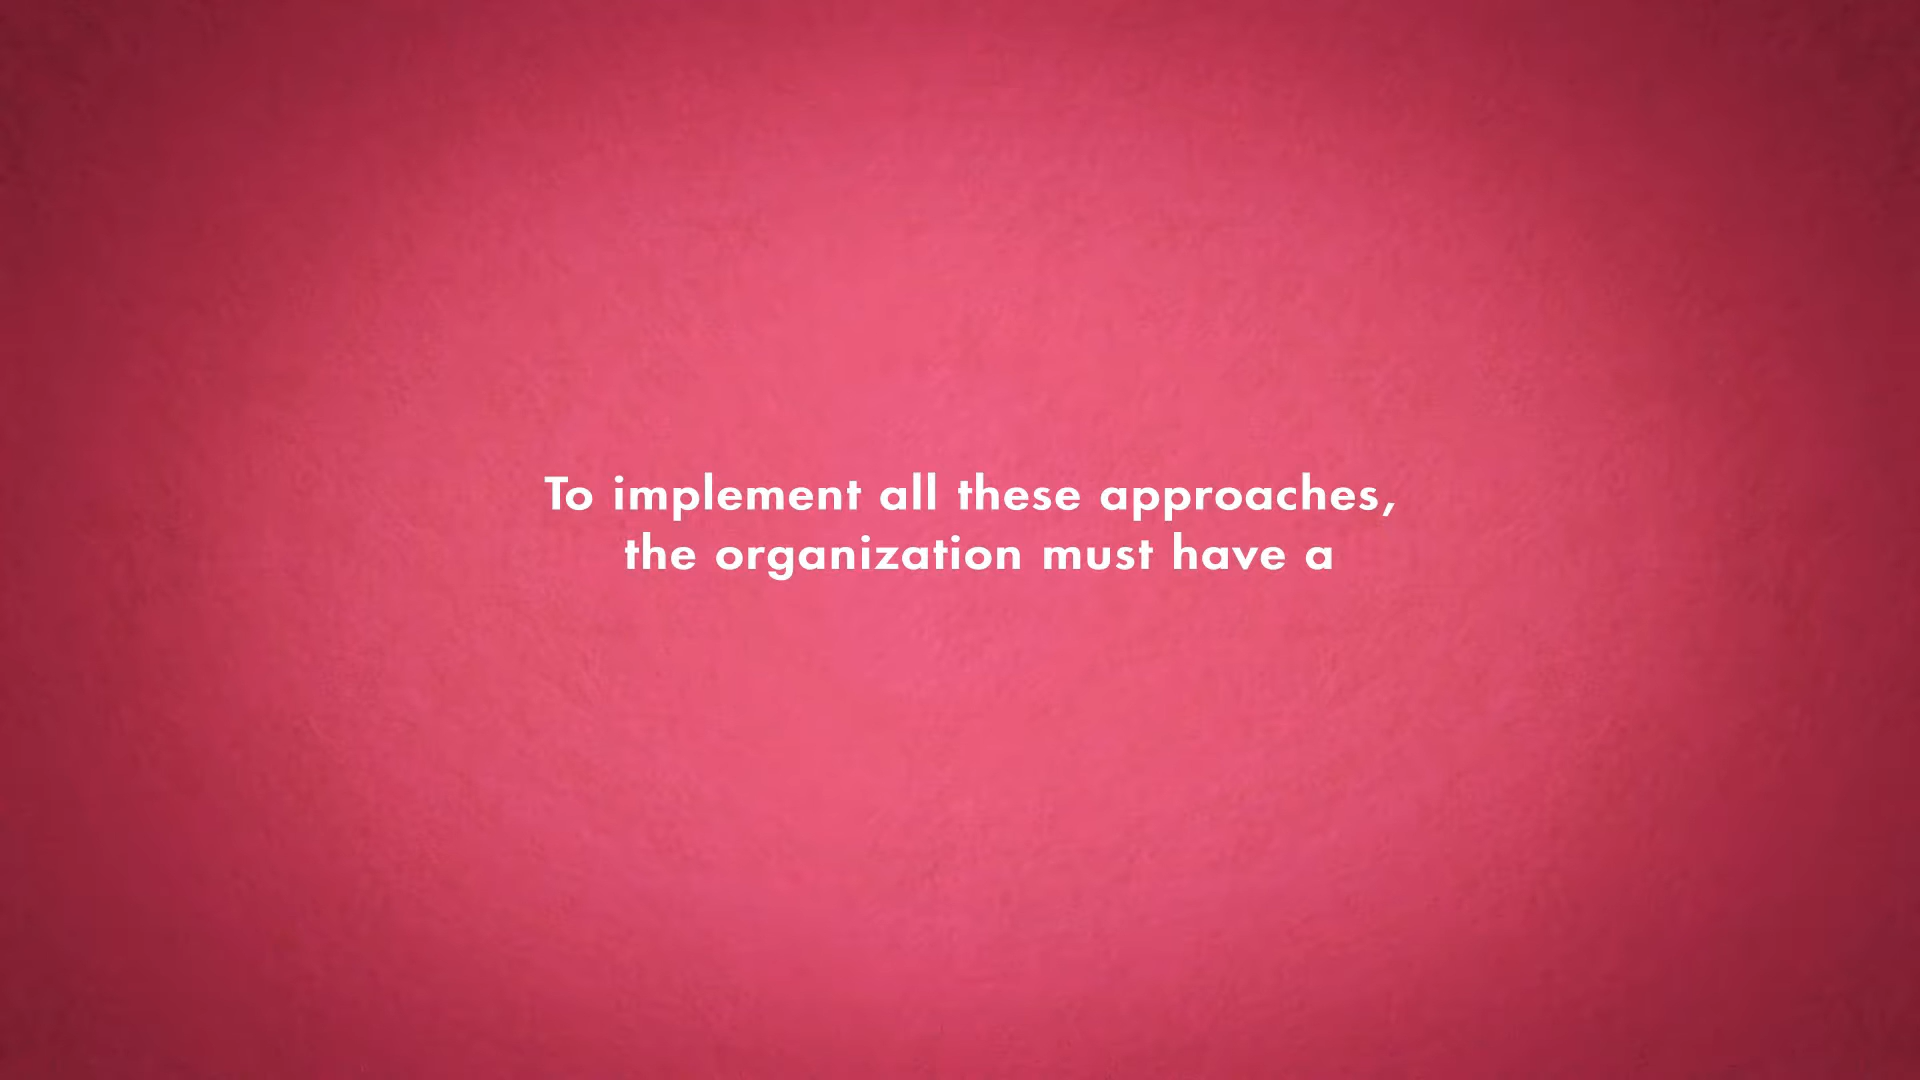 To implement all these approaches,
the organization must have a